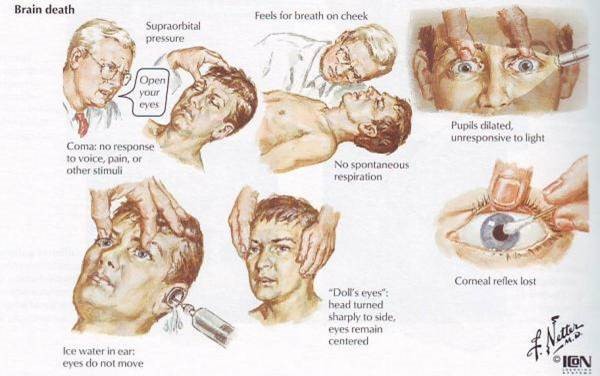 Brain death
Supraorbital
pressure
Feels for breath on cheek
Open
your
eyes
Coma: no response
to voice, pain, or
other stimuli
No spontaneous
respiration
Pupils dilated,
unresponsive to light
Corneal reflex lost
"Doll's eyes":
head turned
sharply to side,
eyes remain
centered
Ice water in ear:
eyes do not move
F. Netter
M.D.
© ICON
LEARNING
SYSTEMS